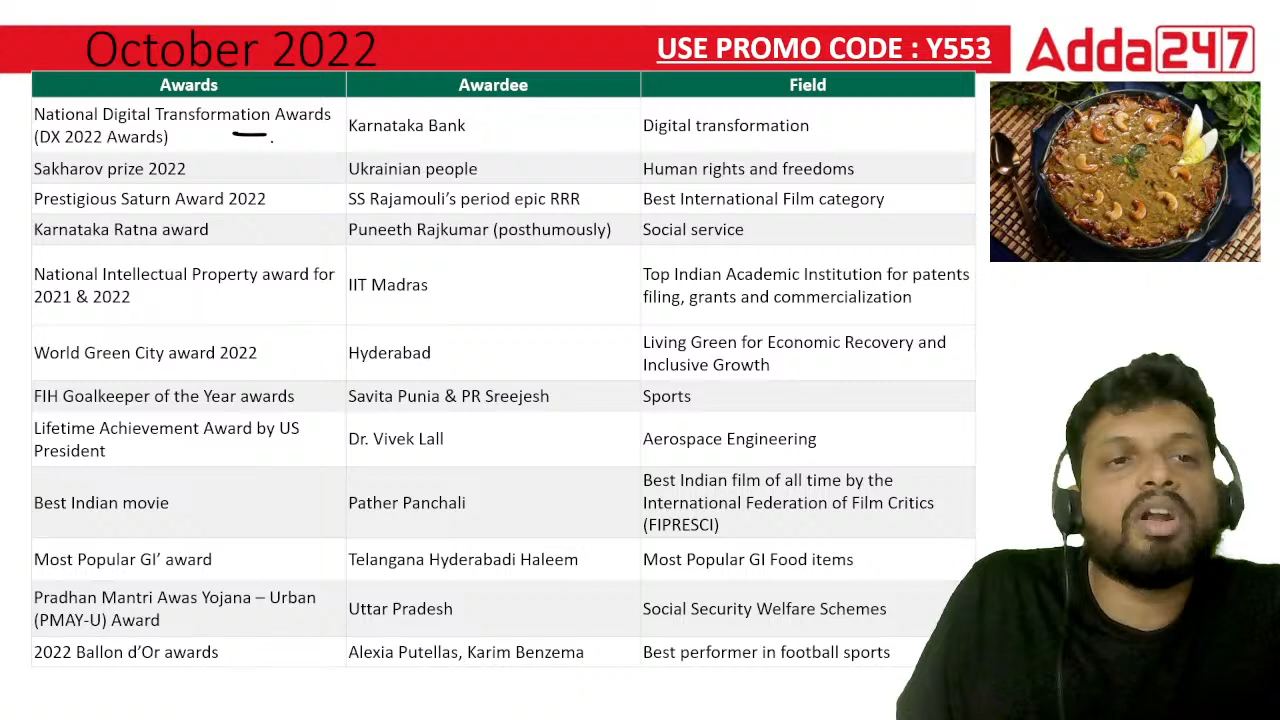 October 2022
USE PROMO CODE : Y553
Adda247
Awards Awardee Field
National Digital Transformation Awards
(DX 2022 Awards)
Karnataka Bank
Digital transformation
Sakharov prize 2022
Ukrainian people
Human rights and freedoms
Prestigious Saturn Award 2022
SS Rajamouli’s period epic RRR
Best International Film category
Karnataka Ratna award
Puneeth Rajkumar (posthumously)
Social service
National Intellectual Property award for
2021 & 2022
IIT Madras
Top Indian Academic Institution for patents
filing, grants and commercialization
World Green City award 2022
Hyderabad
Living Green for Economic Recovery and
Inclusive Growth
FIH Goalkeeper of the Year awards
Savita Punia & PR Sreejesh
Sports
Lifetime Achievement Award by US
President
Dr. Vivek Lall
Aerospace Engineering
Best Indian movie
Pather Panchali
Best Indian film of all time by the
International Federation of Film Critics
(FIPRESCI)
Most Popular GI’ award
Telangana Hyderabadi Haleem
Most Popular GI Food items
Pradhan Mantri Awas Yojana – Urban
(PMAY-U) Award
Uttar Pradesh
Social Security Welfare Schemes
2022 Ballon d’Or awards
Alexia Putellas, Karim Benzema
Best performer in football sports